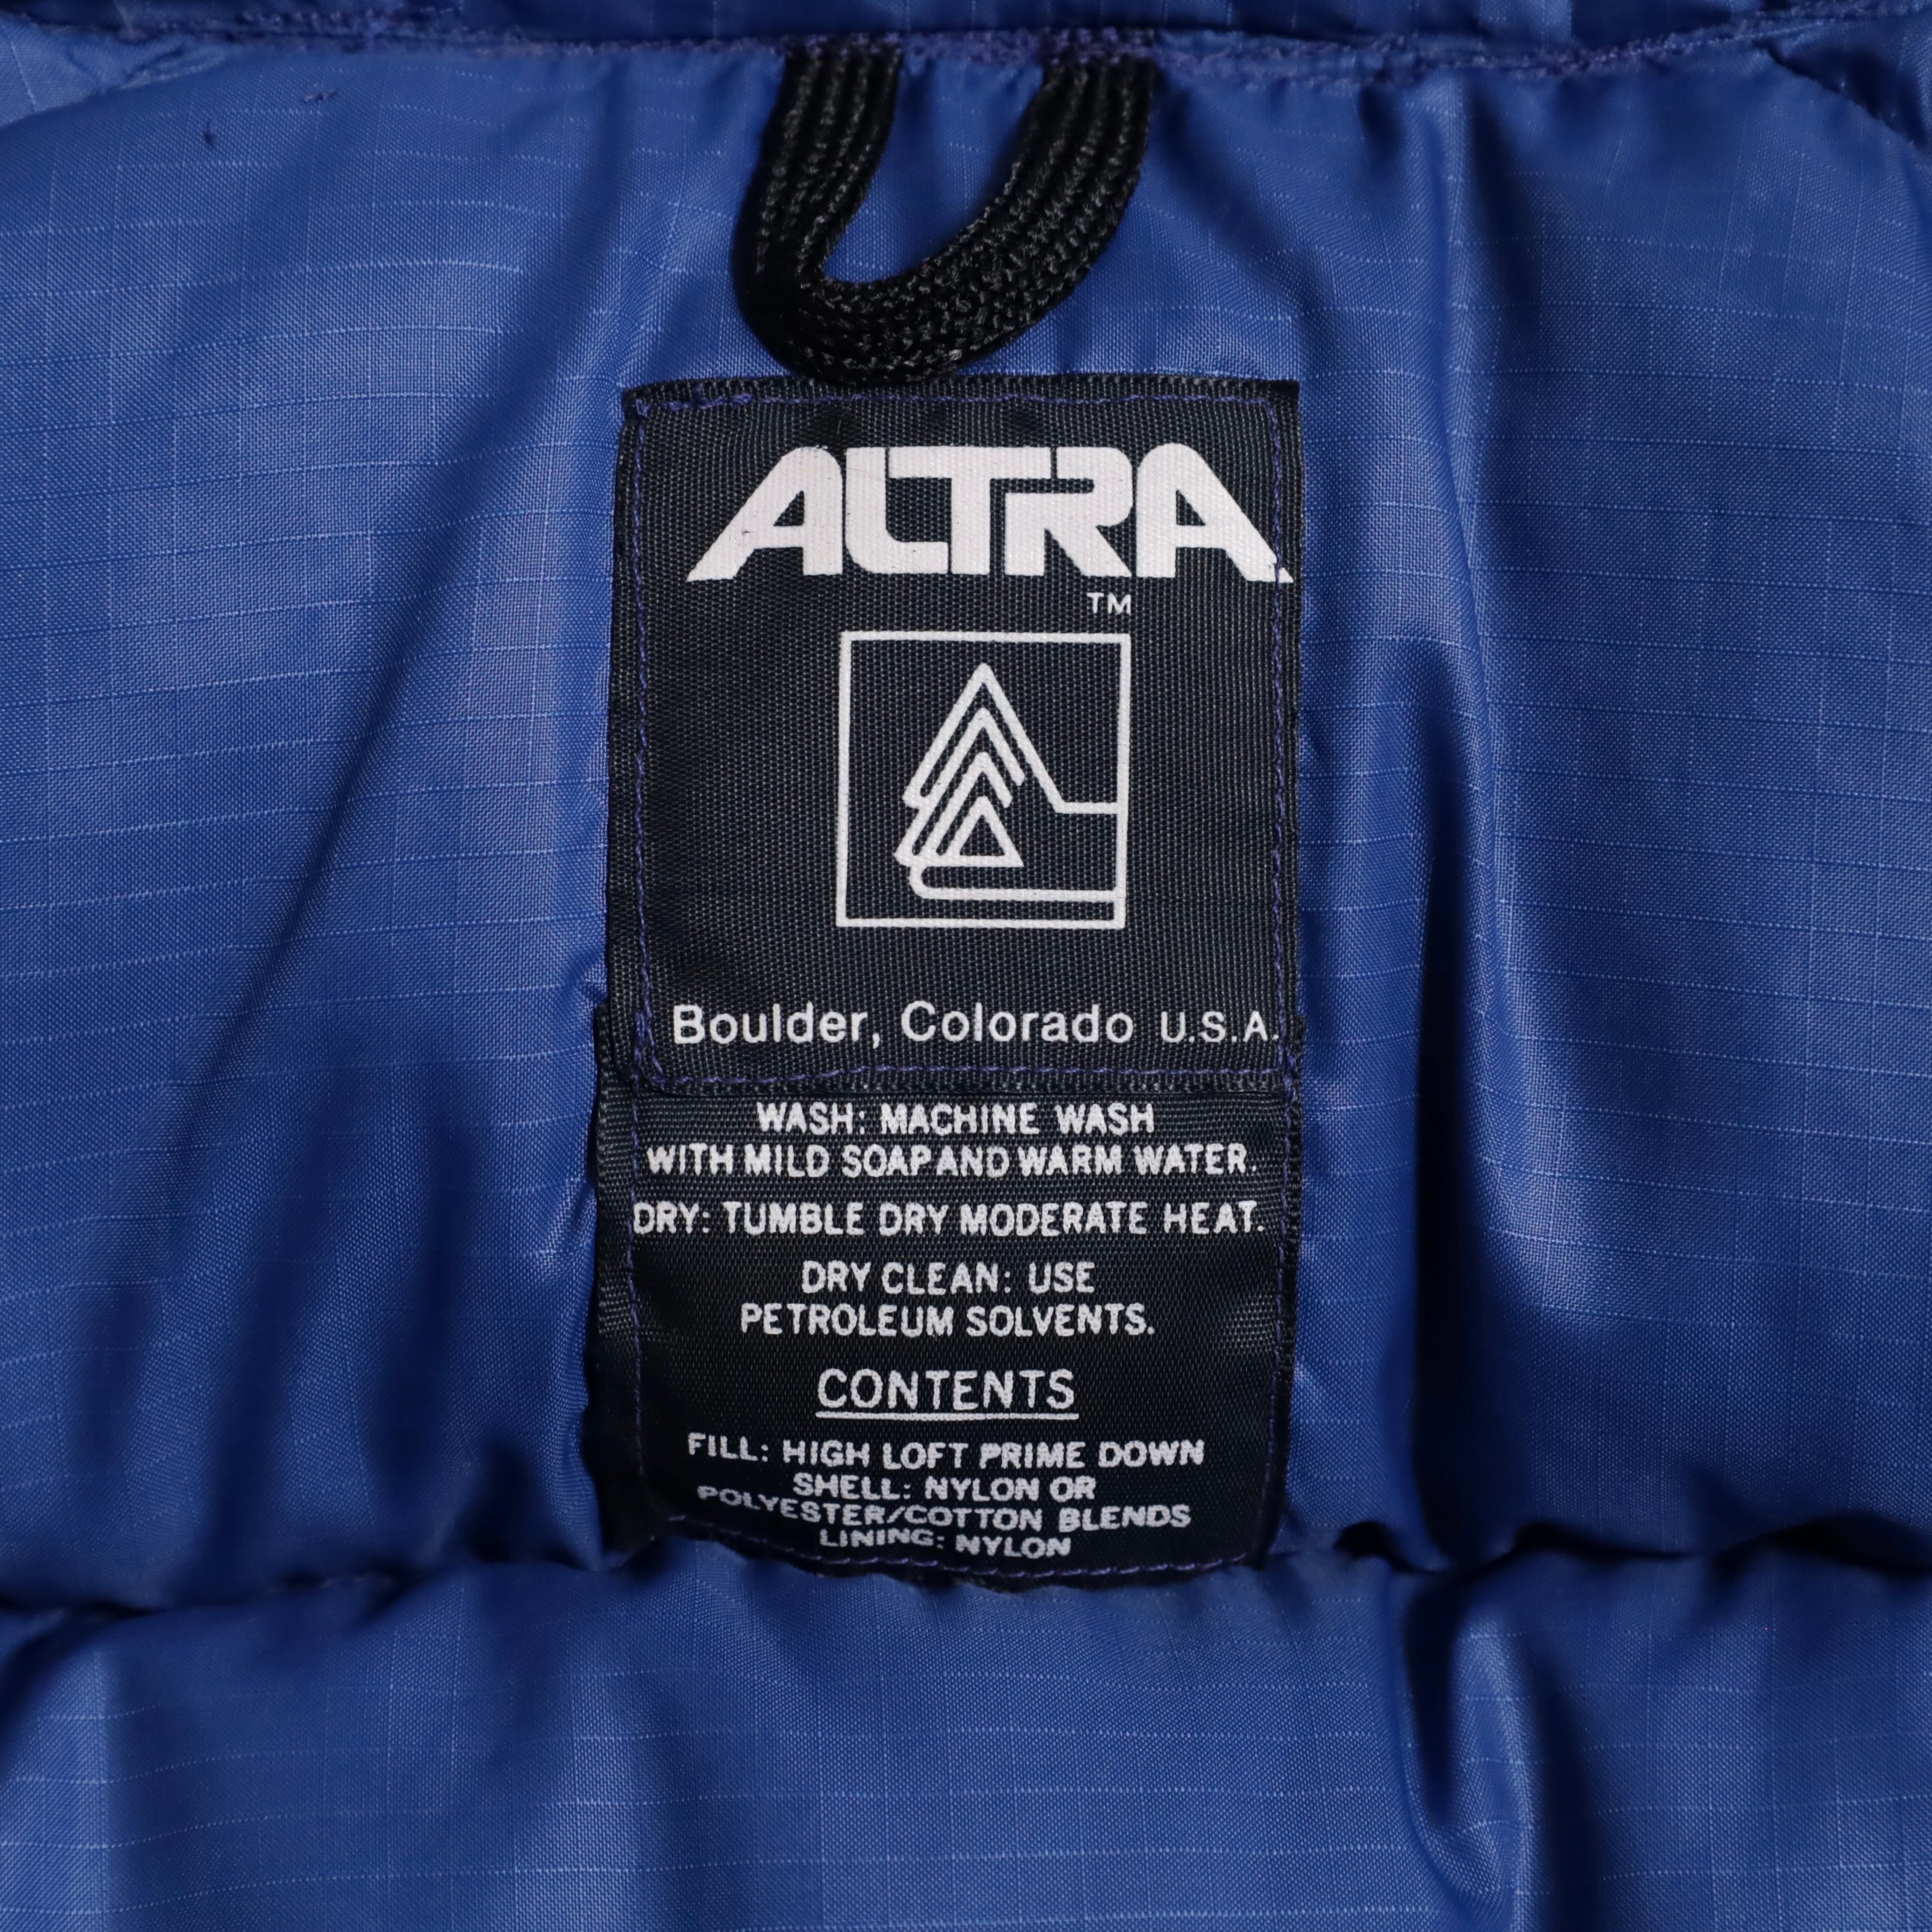 ALTRA
TM
Boulder, Colorado U.S.A.
WASH: MACHINE WASH
WITH MILD SOAP AND WARM WATER.
DRY: TUMBLE DRY MODERATE HEAT.
DRY CLEAN: USE
PETROLEUM SOLVENTS.
CONTENTS
FILL: HIGH LOFT PRIME DOWN
SHELL: NYLON OR
POLYESTER/COTTON BLENDS
LINING: NYLON